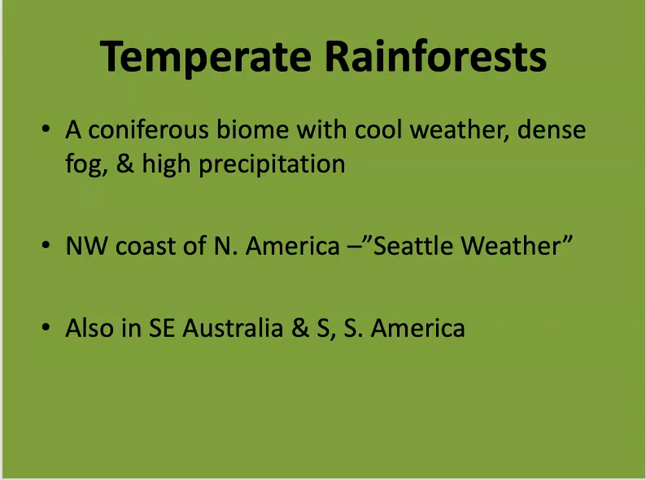 Temperate Rainforests
• A coniferous biome with cool weather, dense
fog, & high precipitation
• NW coast of N. America –”Seattle Weather”
• Also in SE Australia & S, S. America